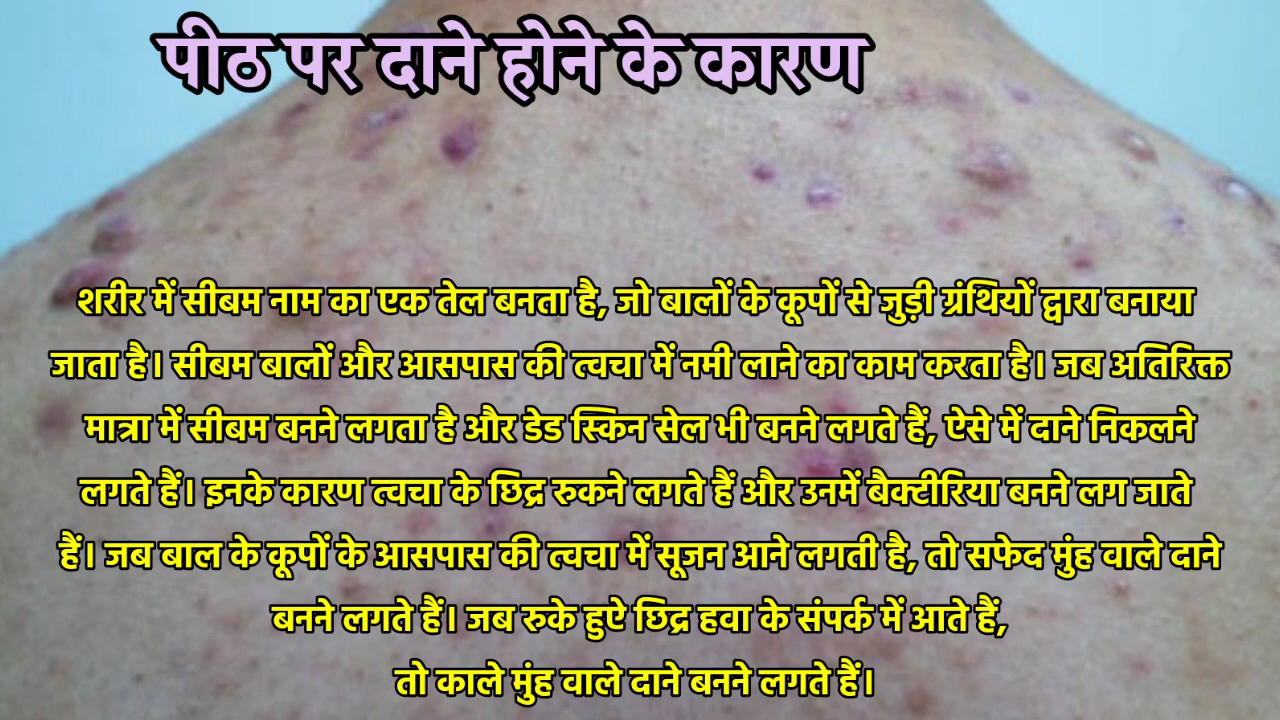 पीठ पर दाने होने के कारण
शरीर में सीबम नाम का एक तेल बनता है, जो बालों के कूपों से जुड़ी ग्रंथियों द्वारा बनाया
जाता है। सीबम बालों और आसपास की त्वचा में नमी लाने का काम करता है। जब अतिरिक्त
मात्रा में सीबम बनने लगता है और डेड स्किन सेल भी बनने लगते हैं, ऐसे में दाने निकलने
लगते हैं। इनके कारण त्वचा के छिद्र रुकने लगते हैं और उनमें बैक्टीरिया बनने लग जाते
हैं। जब बाल के कूपों के आसपास की त्वचा में सूजन आने लगती है, तो सफेद मुंह वाले दाने
बनने लगते हैं। जब रुके हुऐ छिद्र हवा के संपर्क में आते हैं,
तो काले मुंह वाले दाने बनने लगते हैं।